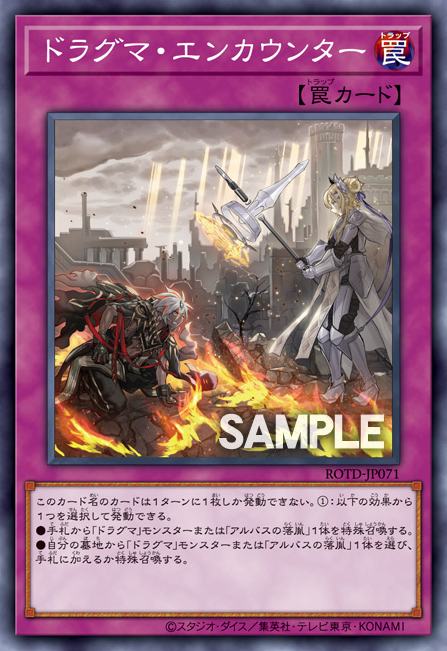 ドラグマ・エンカウンター 罠
【罠カード】
SAMPLE
ROTD-JP071
このカード名のカードは1ターンに1枚しか発動できない。①:以下の効果から
1つを選択して発動できる。
●手札から「ドラグマ」モンスターまたは「アルバスの落胤」1体を特殊召喚する。
●自分の墓地から「ドラグマ」モンスターまたは「アルバスの落胤」1体を選び、
手札に加えるか特殊召喚する。
©スタジオ・ダイス/集英社・テレビ東京・KONAMI